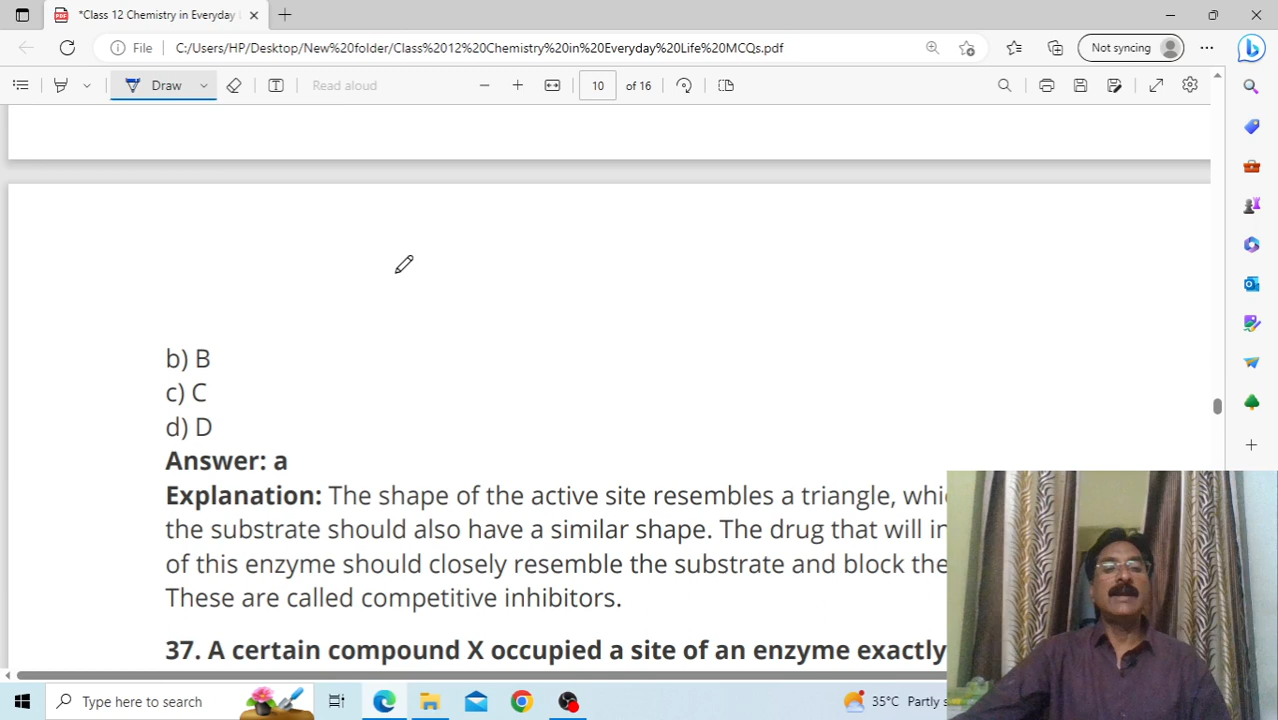 *Class 12 Chemistry in Everyday
File
C:/Users/HP/Desktop/New%20folder/Class%2012%20Chemistry%20in%20Everyday%20Life%20MCQs.pdf
Not syncing
Draw
Read aloud
10
of 16
b) B
c) C
d) D
Answer: a
Explanation: The shape of the active site resembles a triangle, whi
the substrate should also have a similar shape. The drug that will in
of this enzyme should closely resemble the substrate and block the
These are called competitive inhibitors.
37. A certain compound X occupied a site of an enzyme exactly
Type here to search
35°C Partly s